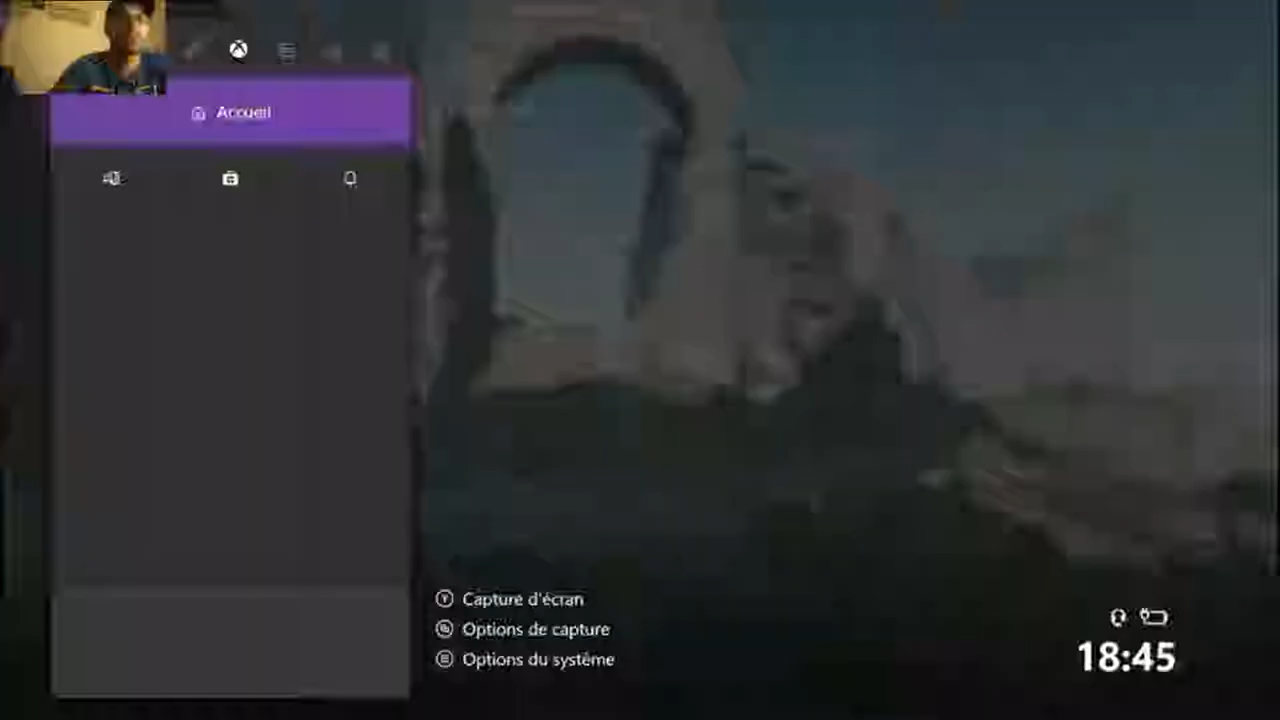 Accueil
Capture d'écran
Options de capture
Options du système
18:45